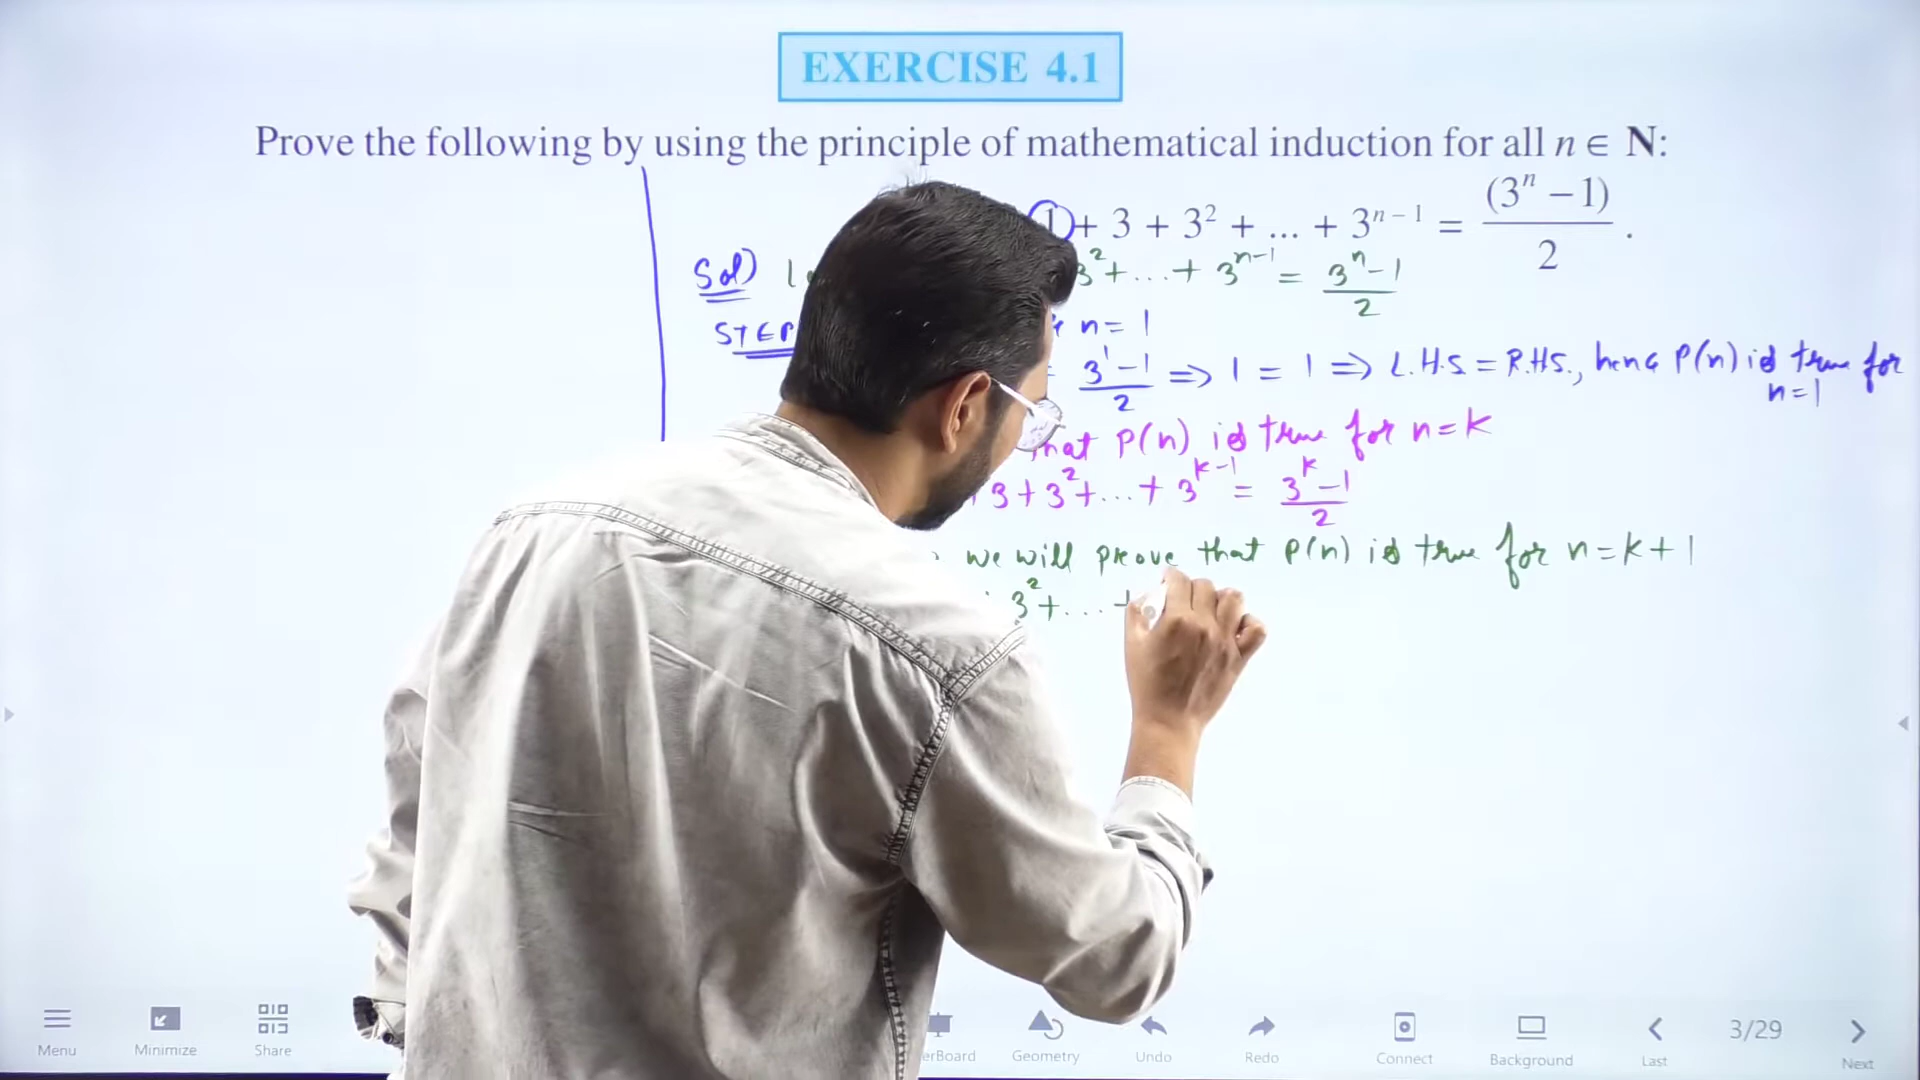 EXERCISE 4.1
Prove the following by using the principle of mathematical induction for all n ∈ N:
1 + 3 + 3² + ... + 3ⁿ⁻¹ = (3ⁿ − 1)/2 .
Sol) 3² + ... + 3ⁿ⁻¹ = (3ⁿ − 1)/2
STEP n = 1
(3¹ − 1)/2 ⇒ 1 = 1 ⇒ L.H.S = R.H.S., henc P(n) is true for
n = 1
that P(n) is true for n = k
3 + 3² + ... + 3ᵏ⁻¹ = (3ᵏ − 1)/2
we will prove that P(n) is true for n = k + 1
3² + ... +
Menu
Minimize
Share
erBoard
Geometry
Undo
Redo
Connect
Background
Last
3/29
Next